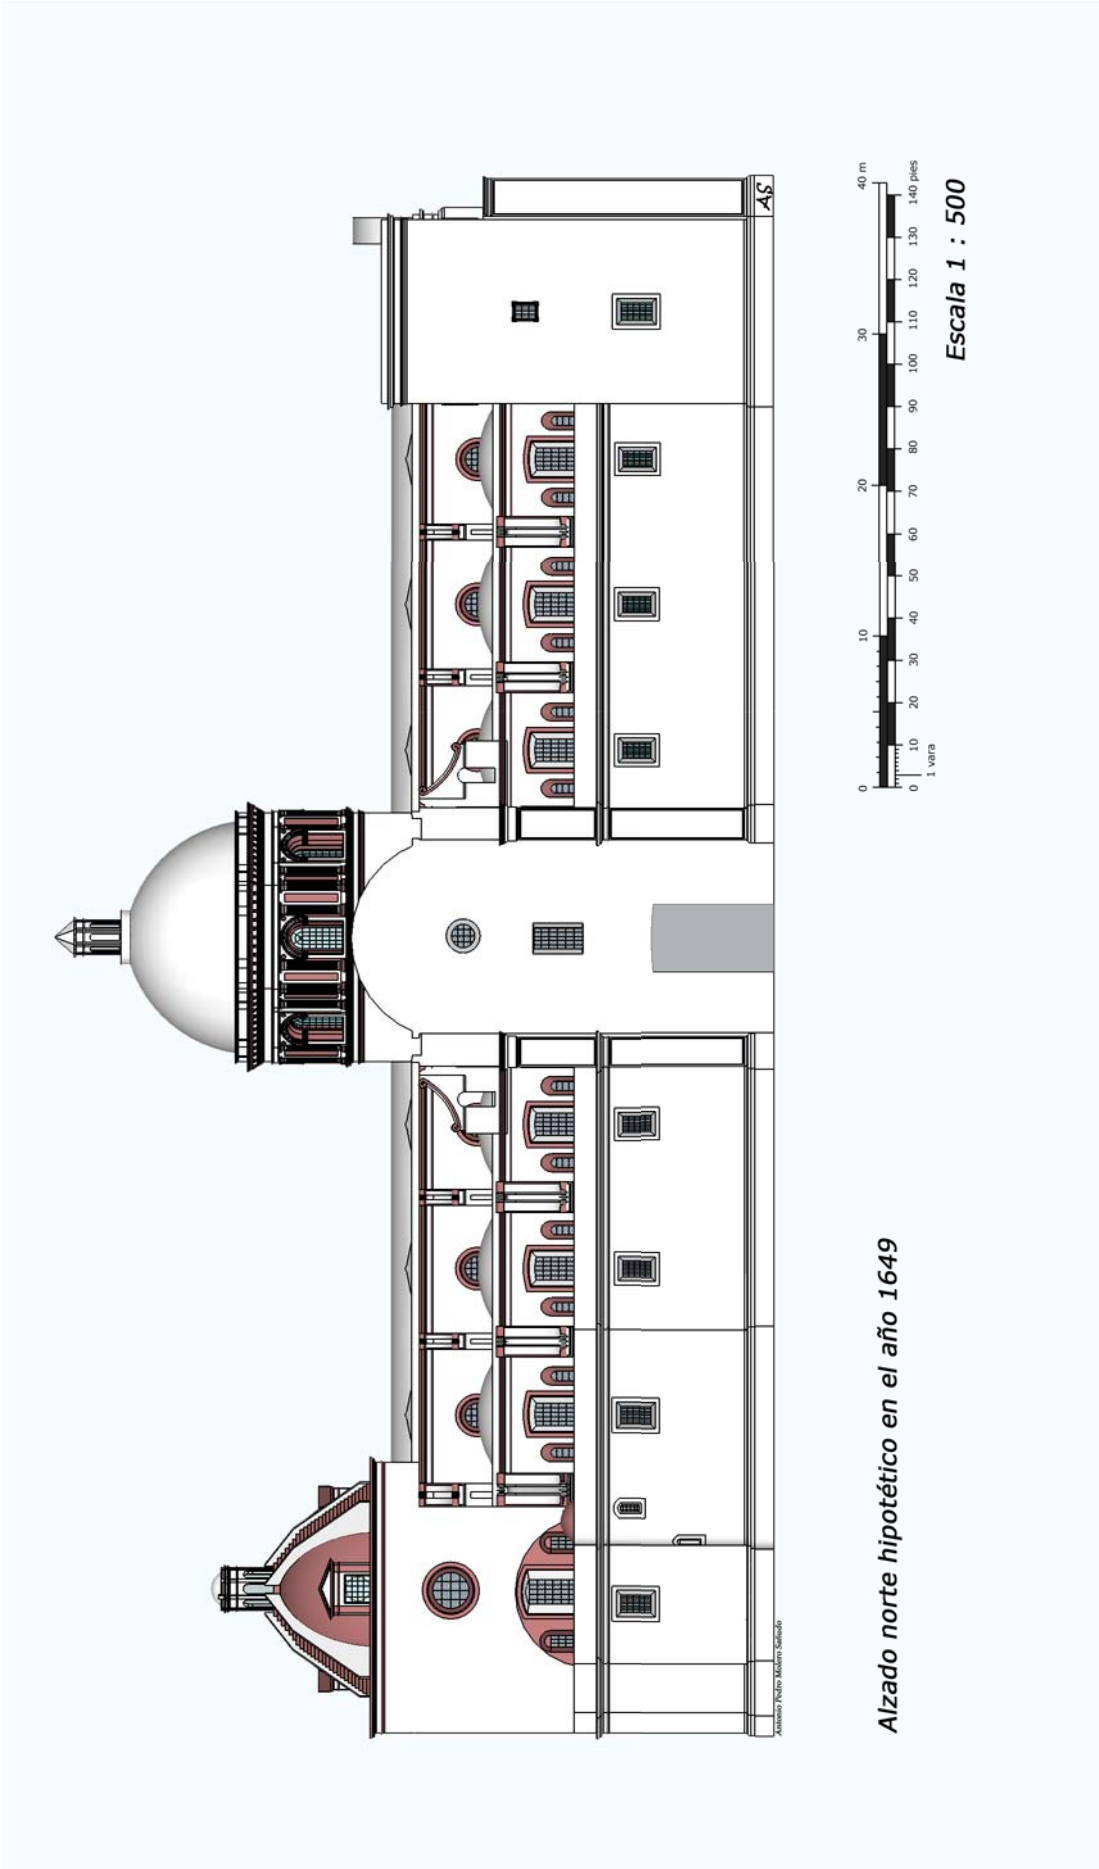 AS
Antonio Pedro Molero Sañudo
Alzado norte hipotético en el año 1649
0 10 20 30 40 m
0 10 20 30 40 50 60 70 80 90 100 110 120 130 140 pies
1 vara
Escala 1 : 500